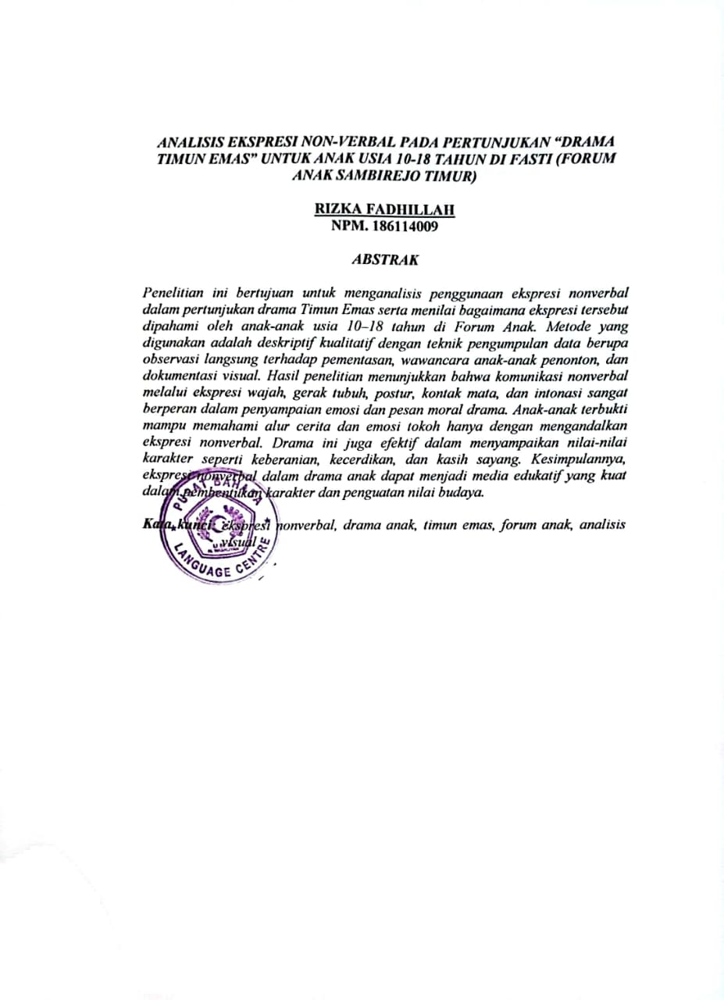 ANALISIS EKSPRESI NON-VERBAL PADA PERTUNJUKAN “DRAMA
TIMUN EMAS” UNTUK ANAK USIA 10-18 TAHUN DI FASTI (FORUM
ANAK SAMBIREJO TIMUR)
RIZKA FADHILLAH
NPM. 186114009
ABSTRAK
Penelitian ini bertujuan untuk menganalisis penggunaan ekspresi nonverbal
dalam pertunjukan drama Timun Emas serta menilai bagaimana ekspresi tersebut
dipahami oleh anak-anak usia 10–18 tahun di Forum Anak. Metode yang
digunakan adalah deskriptif kualitatif dengan teknik pengumpulan data berupa
observasi langsung terhadap pementasan, wawancara anak-anak penonton, dan
dokumentasi visual. Hasil penelitian menunjukkan bahwa komunikasi nonverbal
melalui ekspresi wajah, gerak tubuh, postur, kontak mata, dan intonasi sangat
berperan dalam penyampaian emosi dan pesan moral drama. Anak-anak terbukti
mampu memahami alur cerita dan emosi tokoh hanya dengan mengandalkan
ekspresi nonverbal. Drama ini juga efektif dalam menyampaikan nilai-nilai
karakter seperti keberanian, kecerdikan, dan kasih sayang. Kesimpulannya,
ekspresi nonverbal dalam drama anak dapat menjadi media edukatif yang kuat
dalam pembentukan karakter dan penguatan nilai budaya.
Kata kunci: ekspresi nonverbal, drama anak, timun emas, forum anak, analisis
visual
PUSAT BAHASA
LANGUAGE CENTRE